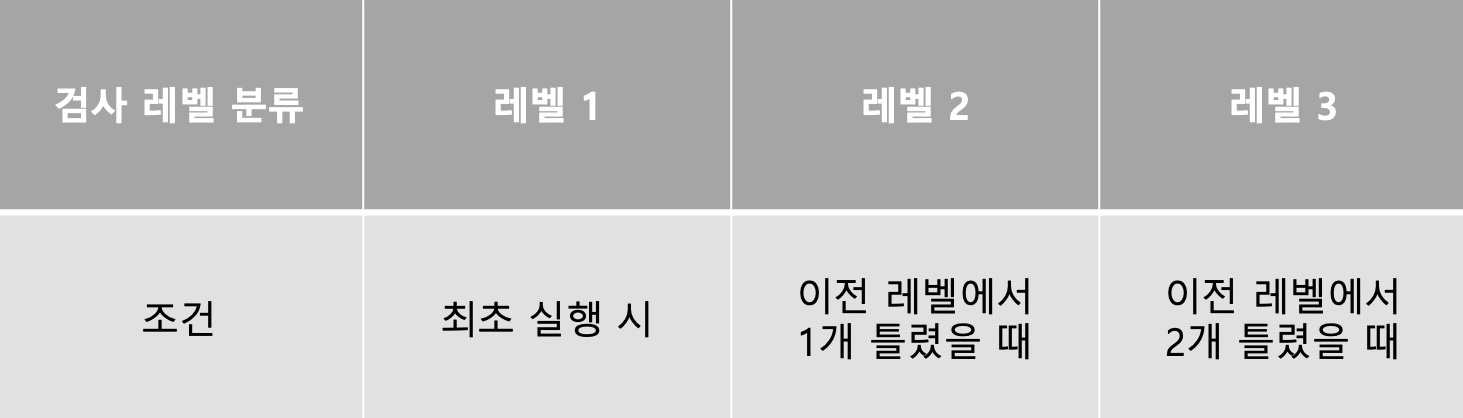 검사 레벨 분류
레벨 1
레벨 2
레벨 3
조건
최초 실행 시
이전 레벨에서
1개 틀렸을 때
이전 레벨에서
2개 틀렸을 때